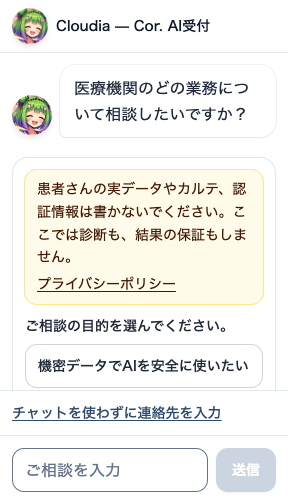 Cloudia — Cor. AI受付
医療機関のどの業務につ
いて相談したいですか？
患者さんの実データやカルテ、認
証情報は書かないでください。こ
こでは診断も、結果の保証もしま
せん。
プライバシーポリシー
ご相談の目的を選んでください。
機密データでAIを安全に使いたい
チャットを使わずに連絡先を入力
ご相談を入力
送信